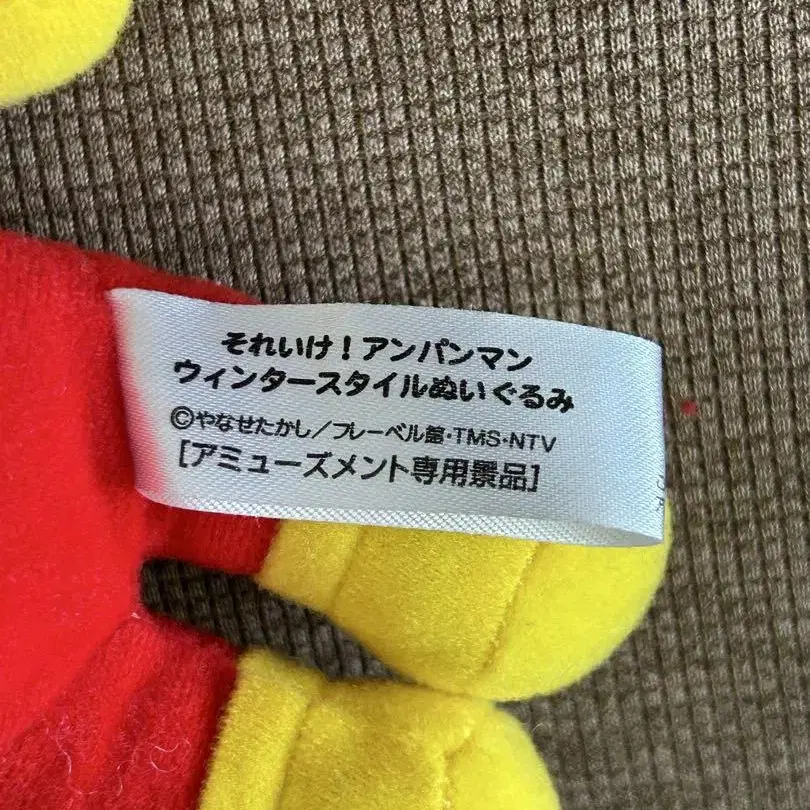 それいけ！アンパンマン
ウィンタースタイルぬいぐるみ
©やなせたかし／フレーベル館・TMS・NTV
[アミューズメント専用景品]